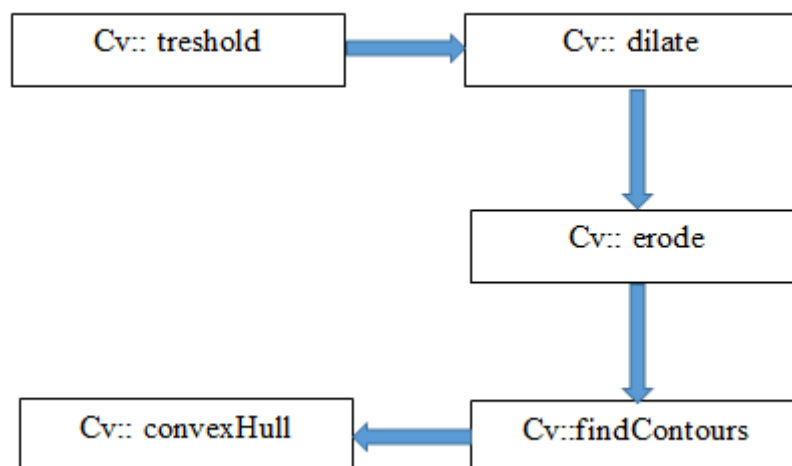 Cv:: treshold
Cv:: dilate
Cv:: erode
Cv::findContours
Cv:: convexHull